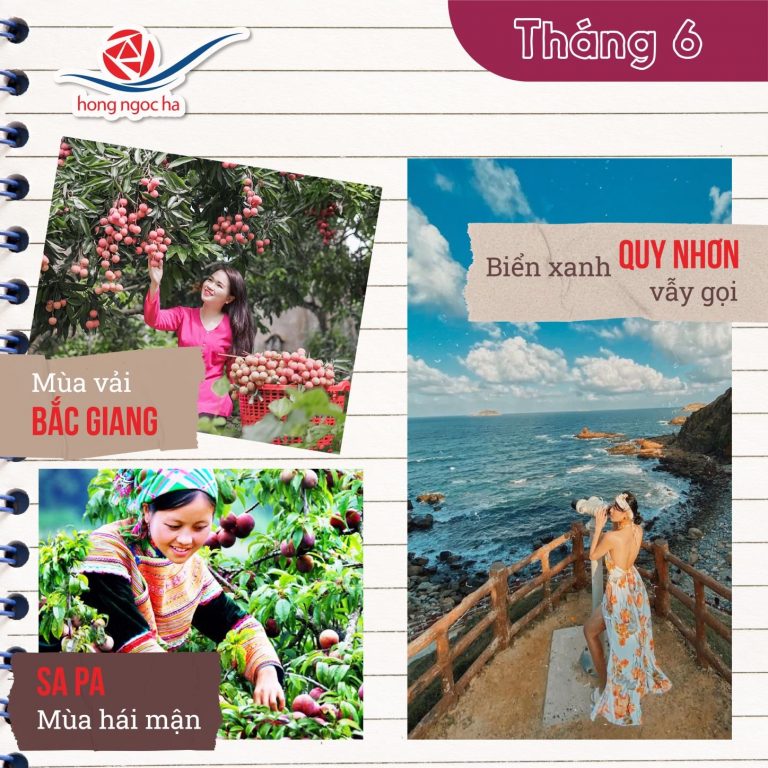 hong ngoc ha
Tháng 6
Mùa vải
BẮC GIANG
Biển xanh QUY NHƠN
vẫy gọi
SA PA
Mùa hái mận